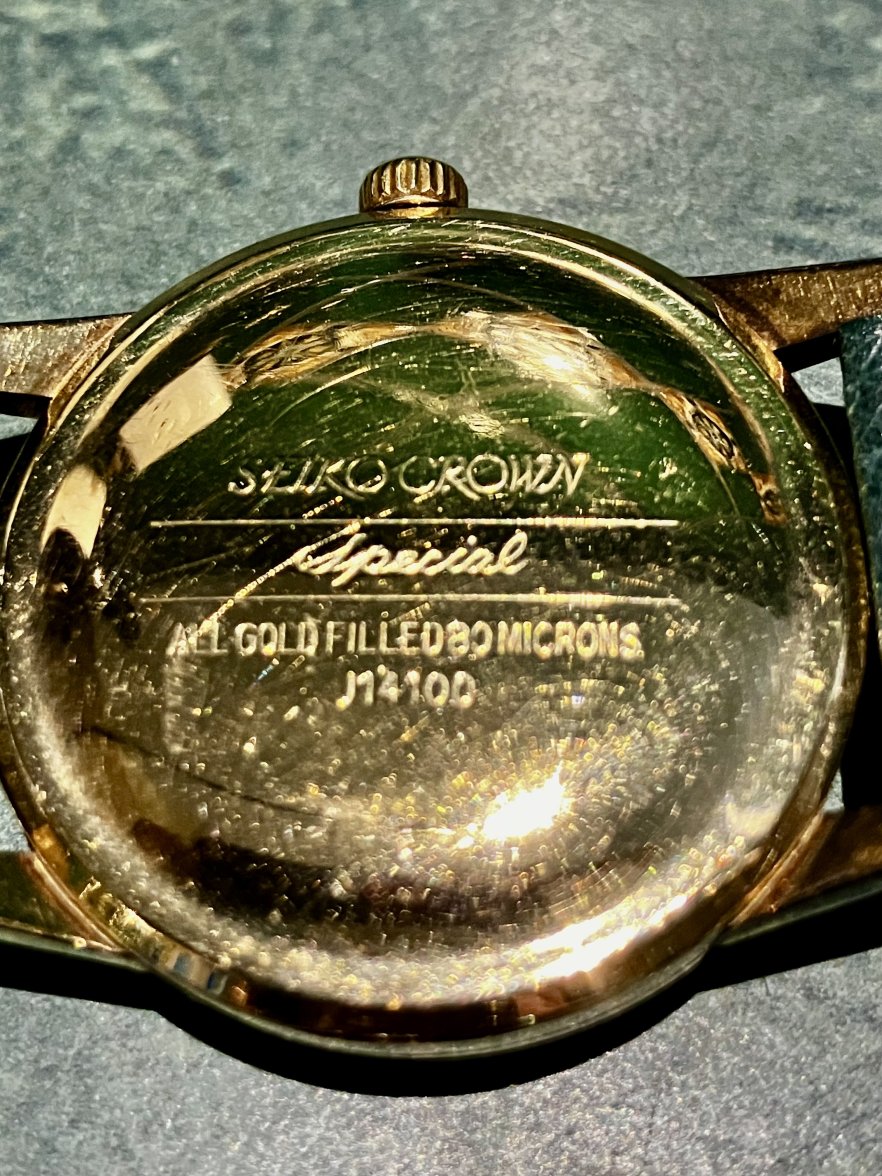 SEIKO CROWN
Special
ALL GOLD FILLED 80 MICRONS
J14100